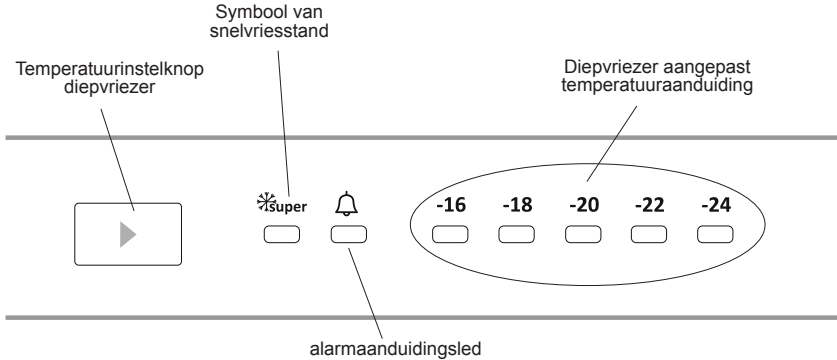 Symbool van
snelvriesstand
Temperatuurinstelknop
diepvriezer
Diepvriezer aangepast
temperatuuraanduiding
super
-16 -18 -20 -22 -24
alarmaanduidingsled